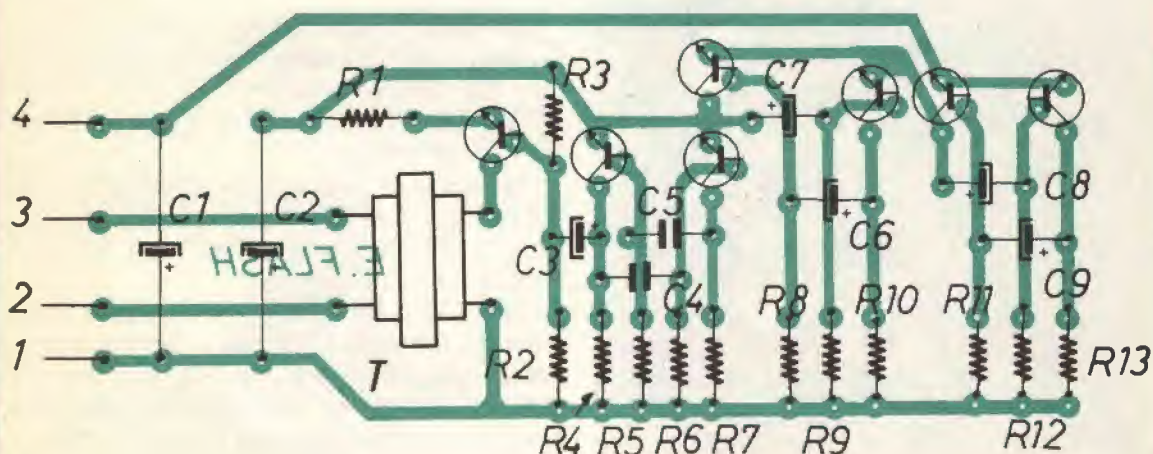 R1
R3
C7
4
3
C1
C2
C5
C8
E. FLASH
C3
C6
2
C4
R8
R10
R11
C9
1
T
R2
R13
R4
R5
R6
R7
R9
R12
+
+
+
+
+
+
+